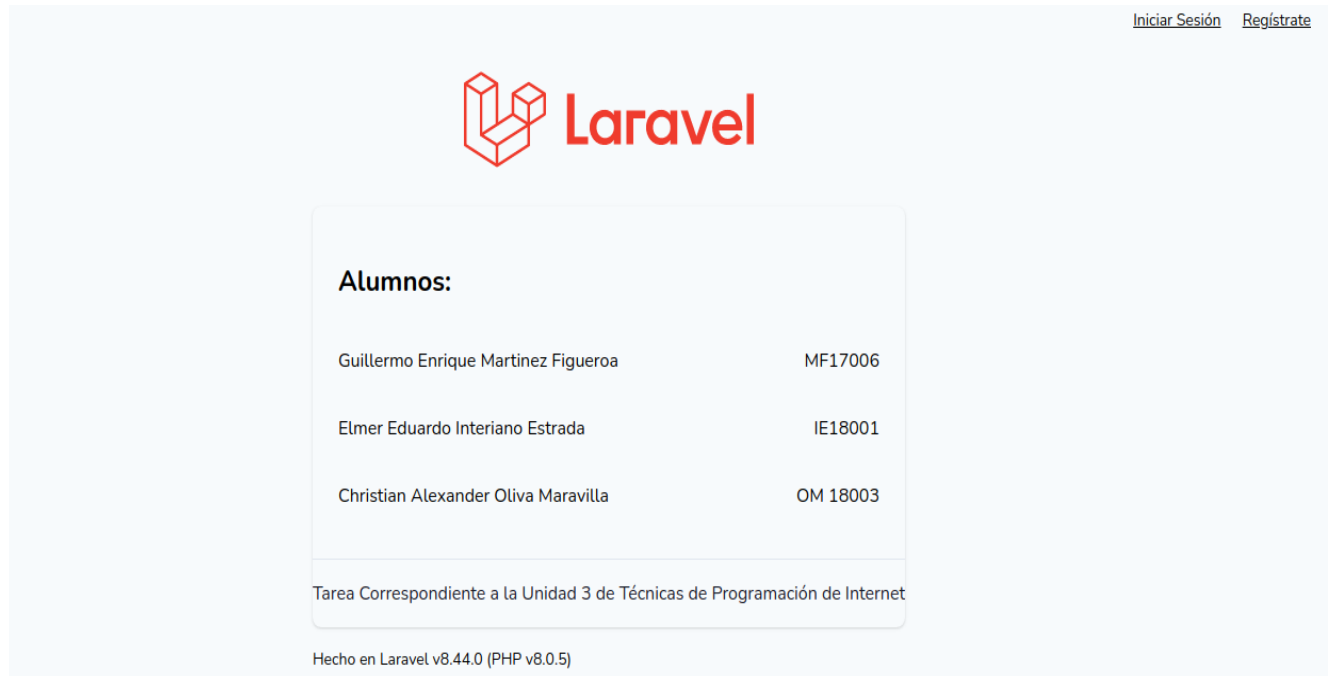 Iniciar Sesión Regístrate
Laravel
Alumnos:
Guillermo Enrique Martinez Figueroa MF17006
Elmer Eduardo Interiano Estrada IE18001
Christian Alexander Oliva Maravilla OM 18003
Tarea Correspondiente a la Unidad 3 de Técnicas de Programación de Internet
Hecho en Laravel v8.44.0 (PHP v8.0.5)